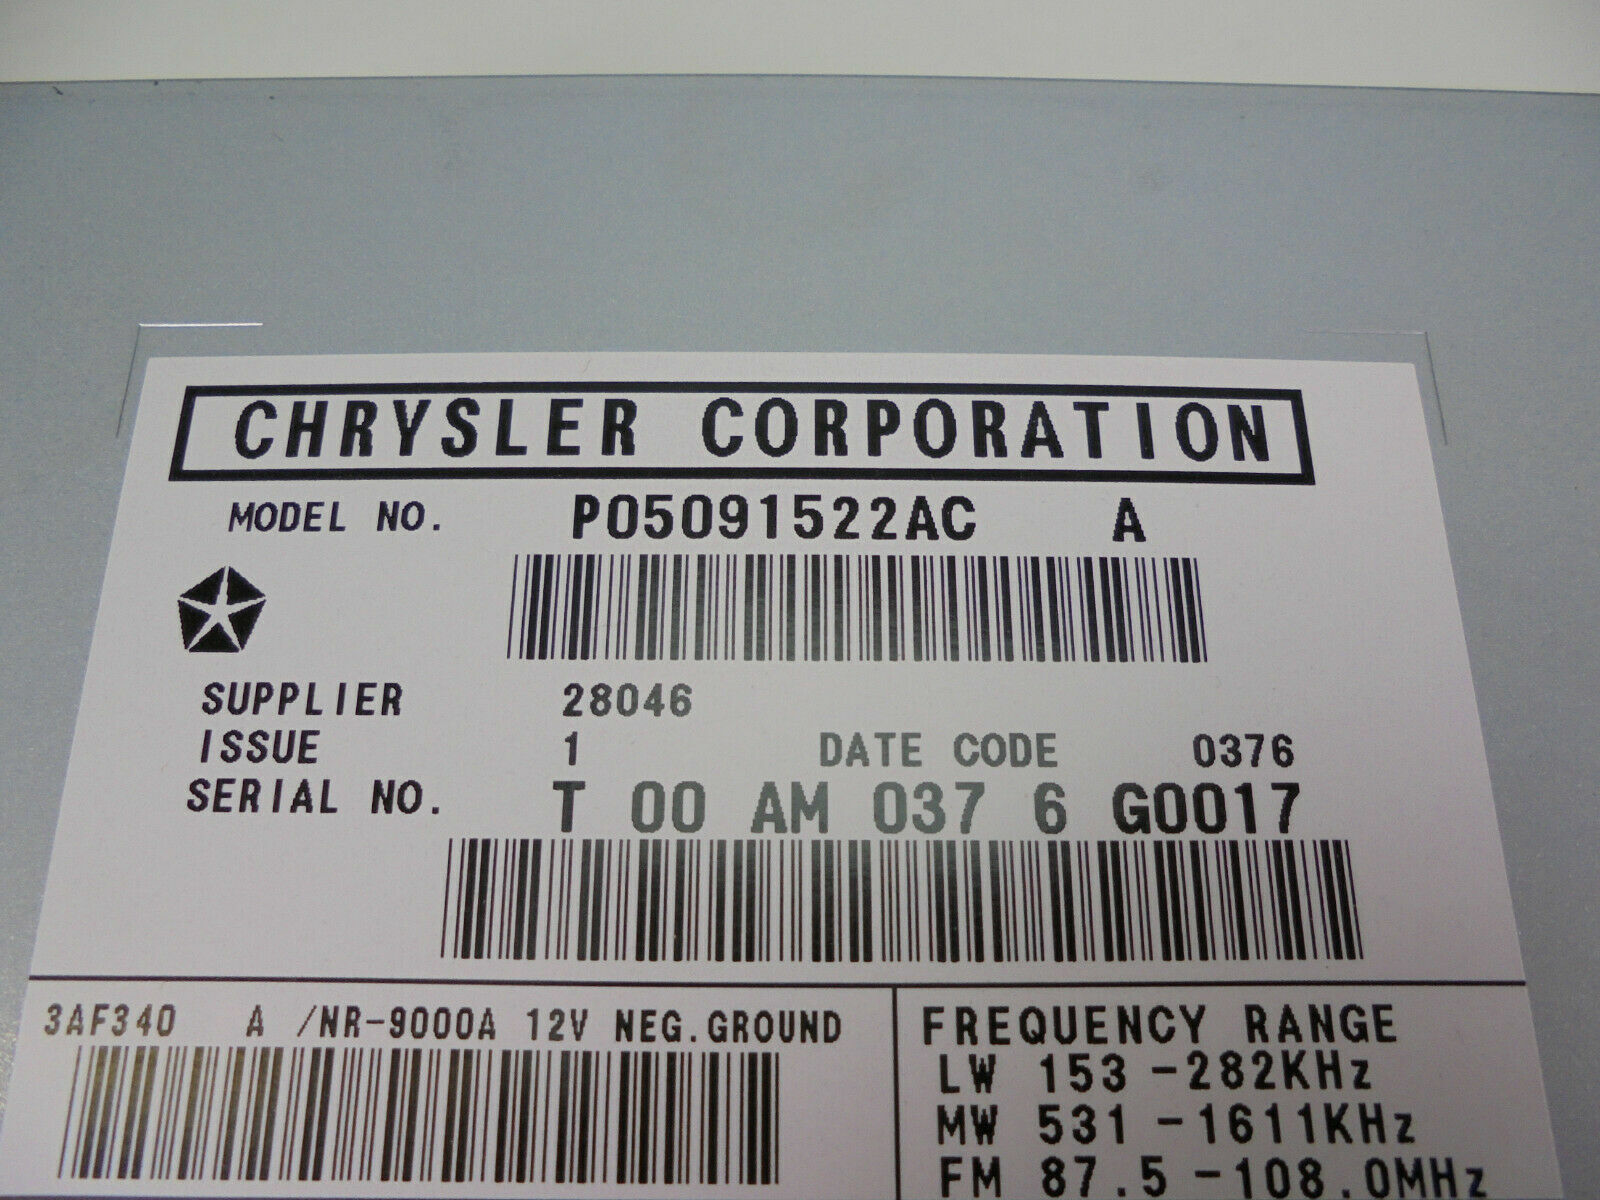 CHRYSLER CORPORATION
MODEL NO. P05091522AC A
SUPPLIER 28046
ISSUE 1 DATE CODE 0376
SERIAL NO. T 00 AM 037 6 G0017
3AF340 A /NR-9000A 12V NEG.GROUND
FREQUENCY RANGE
LW 153 -282KHz
MW 531 -1611KHz
FM 87.5 -108.0MHz